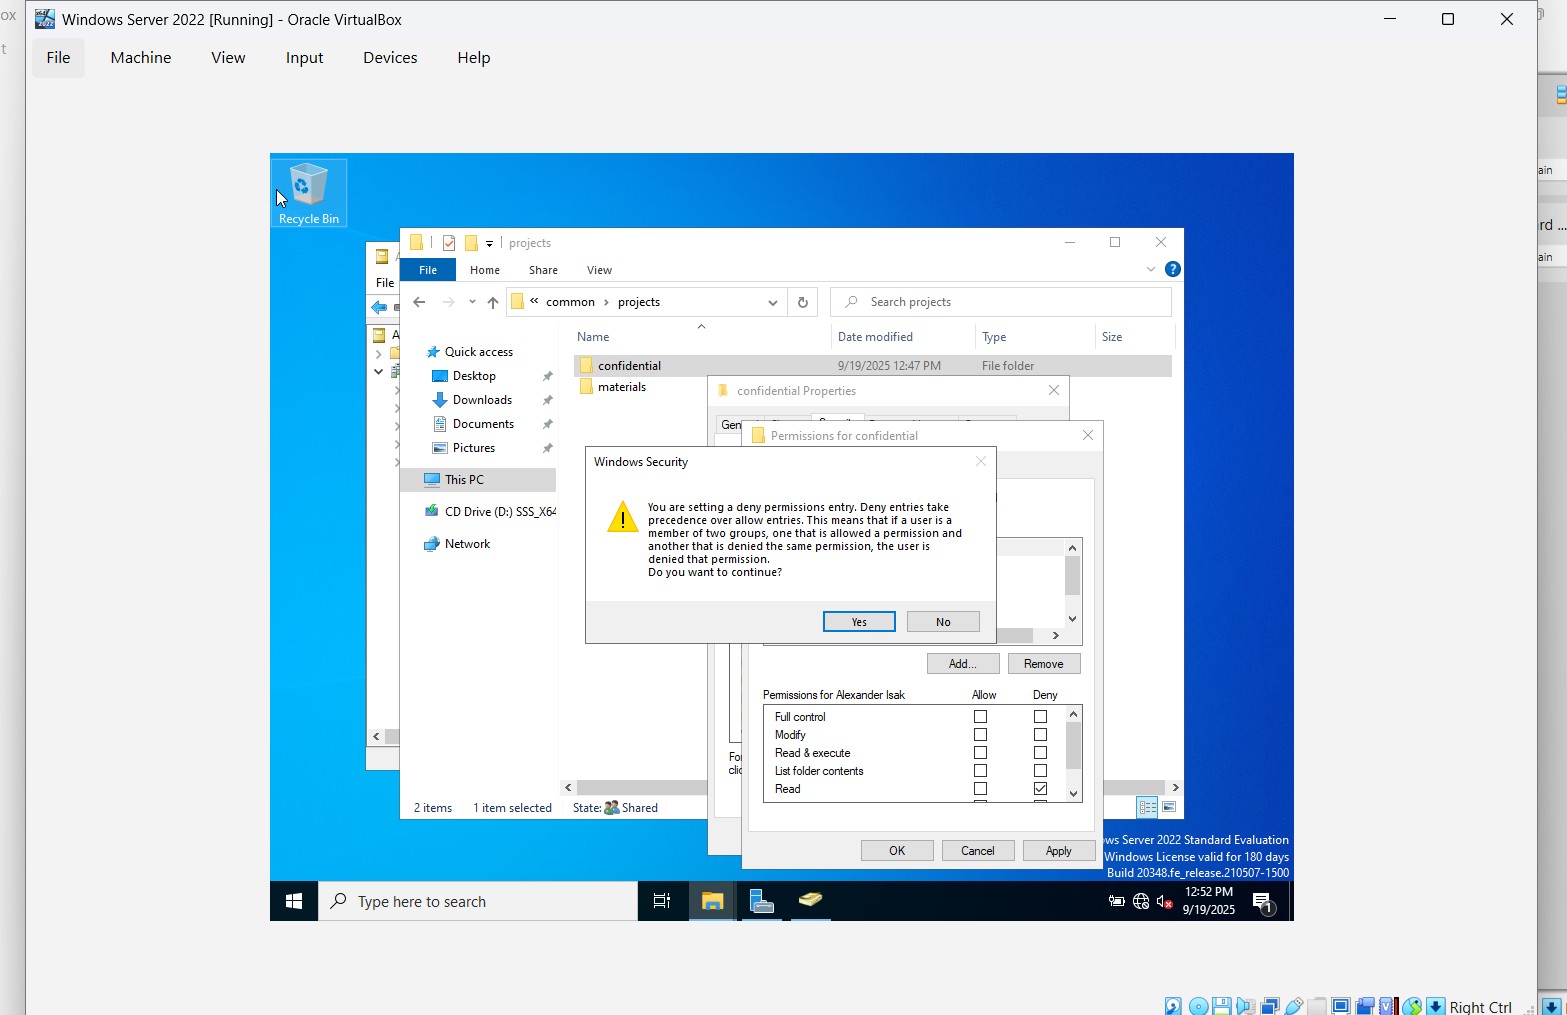 ox
Windows Server 2022 [Running] - Oracle VirtualBox
t
File Machine View Input Devices Help
ain
rd ...
ain
Recycle Bin
projects
File
File Home Share View
common projects
Search projects
Name Date modified Type Size
Quick access
Desktop
Downloads
Documents
Pictures
This PC
CD Drive (D:) SSS_X64
Network
confidential 9/19/2025 12:47 PM File folder
materials
confidential Properties
Gen
Permissions for confidential
Windows Security
You are setting a deny permissions entry. Deny entries take
precedence over allow entries. This means that if a user is a
member of two groups, one that is allowed a permission and
another that is denied the same permission, the user is
denied that permission.
Do you want to continue?
Yes No
Add... Remove
Permissions for Alexander Isak Allow Deny
Full control
Modify
Read & execute
List folder contents
Read
Fo
clic
OK Cancel Apply
2 items 1 item selected State: Shared
ws Server 2022 Standard Evaluation
Windows License valid for 180 days
Build 20348.fe_release.210507-1500
Type here to search
12:52 PM
9/19/2025
1
Right Ctrl